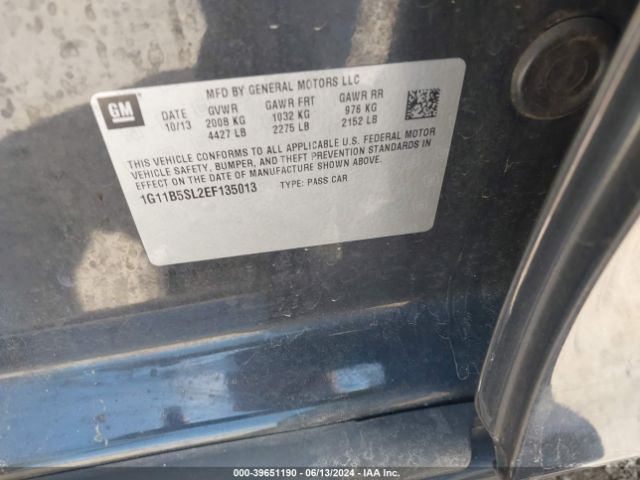 MFD BY GENERAL MOTORS LLC
GM
DATE GVWR GAWR FRT GAWR RR
10/13 2008 KG 1032 KG 976 KG
4427 LB 2275 LB 2152 LB
THIS VEHICLE CONFORMS TO ALL APPLICABLE U.S. FEDERAL MOTOR
VEHICLE SAFETY, BUMPER, AND THEFT PREVENTION STANDARDS IN
EFFECT ON THE DATE OF MANUFACTURE SHOWN ABOVE.
1G11B5SL2EF135013 TYPE: PASS CAR
000-39651190 - 06/13/2024 - IAA Inc.